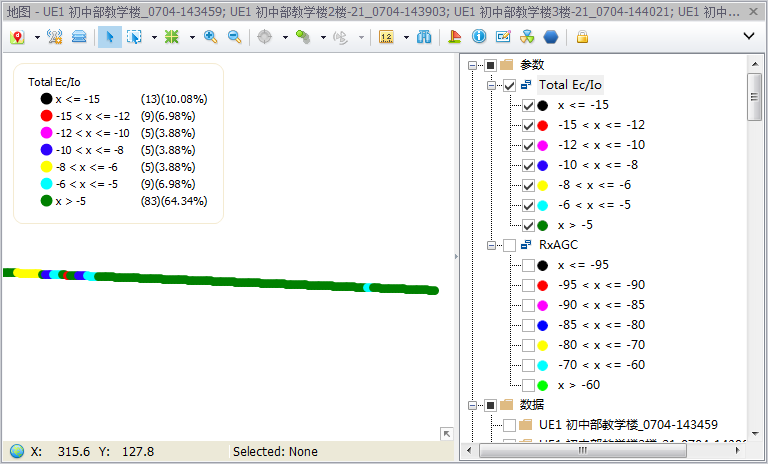 地图 - UE1 初中部教学楼_0704-143459; UE1 初中部教学楼2楼-21_0704-143903; UE1 初中部教学楼3楼-21_0704-144021; UE1 初中...
12
Total Ec/Io
x <= -15 (13)(10.08%)
-15 < x <= -12 (9)(6.98%)
-12 < x <= -10 (5)(3.88%)
-10 < x <= -8 (5)(3.88%)
-8 < x <= -6 (5)(3.88%)
-6 < x <= -5 (9)(6.98%)
x > -5 (83)(64.34%)
参数
Total Ec/Io
x <= -15
-15 < x <= -12
-12 < x <= -10
-10 < x <= -8
-8 < x <= -6
-6 < x <= -5
x > -5
RxAGC
x <= -95
-95 < x <= -90
-90 < x <= -85
-85 < x <= -80
-80 < x <= -70
-70 < x <= -60
x > -60
数据
UE1 初中部教学楼_0704-143459
X: 315.6 Y: 127.8 Selected: None